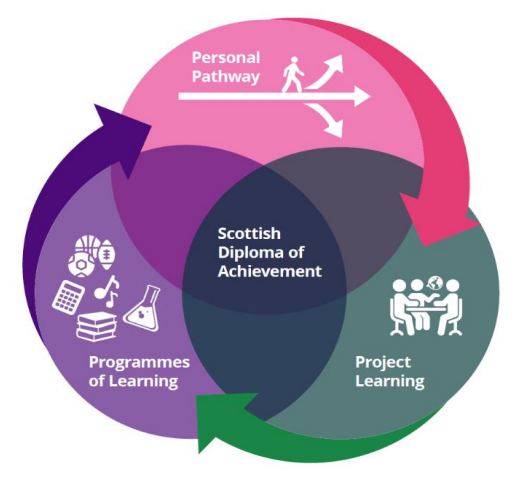 Personal
Pathway
Scottish
Diploma of
Achievement
Programmes
of Learning
Project
Learning